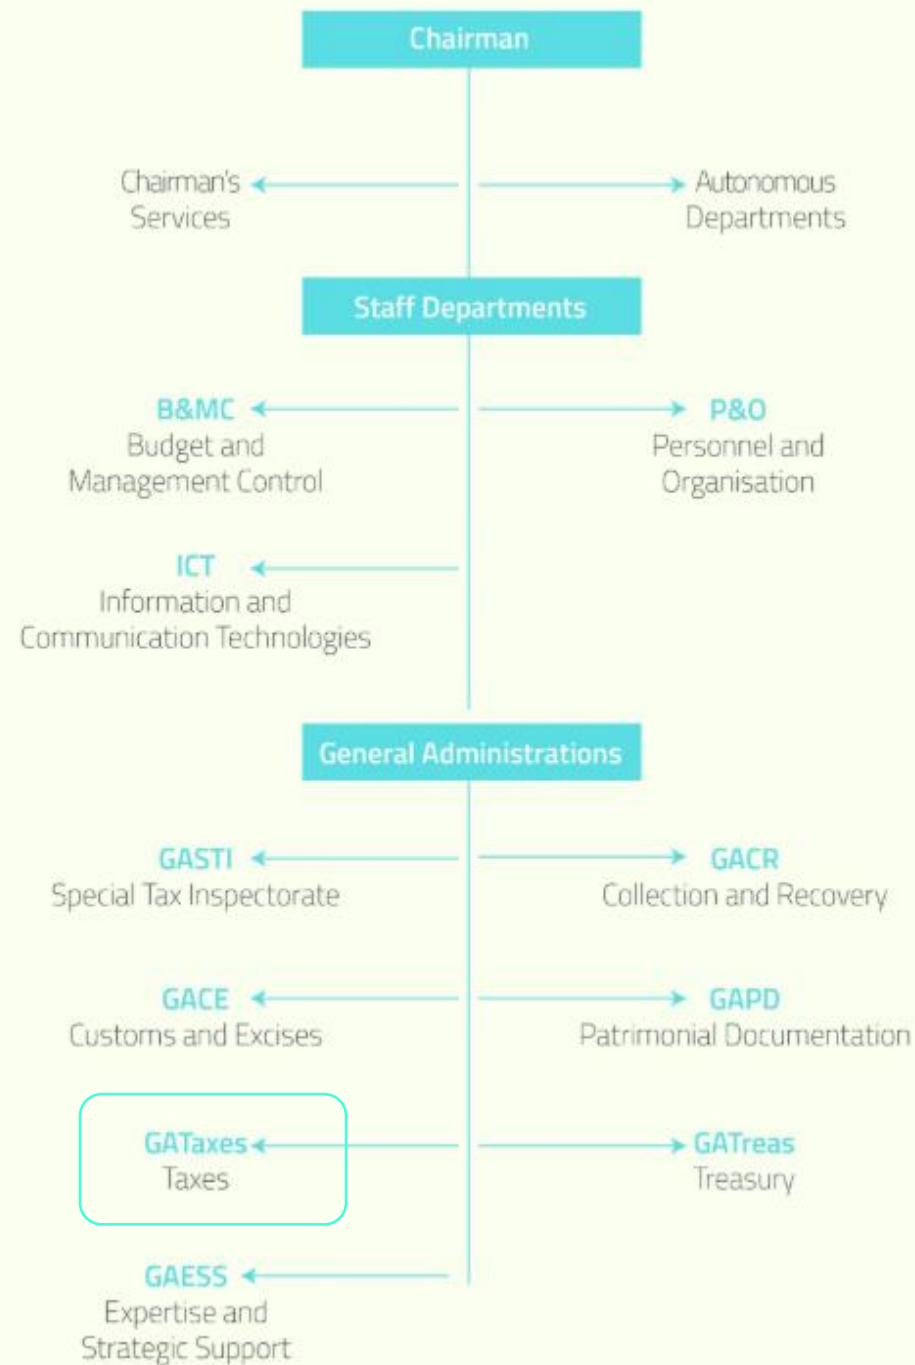 Chairman
Chairman's
Services
Autonomous
Departments
Staff Departments
B&MC
Budget and
Management Control
P&O
Personnel and
Organisation
ICT
Information and
Communication Technologies
General Administrations
GASTI
Special Tax Inspectorate
GACR
Collection and Recovery
GACE
Customs and Excises
GAPD
Patrimonial Documentation
GATaxes
Taxes
GATreas
Treasury
GAESS
Expertise and
Strategic Support